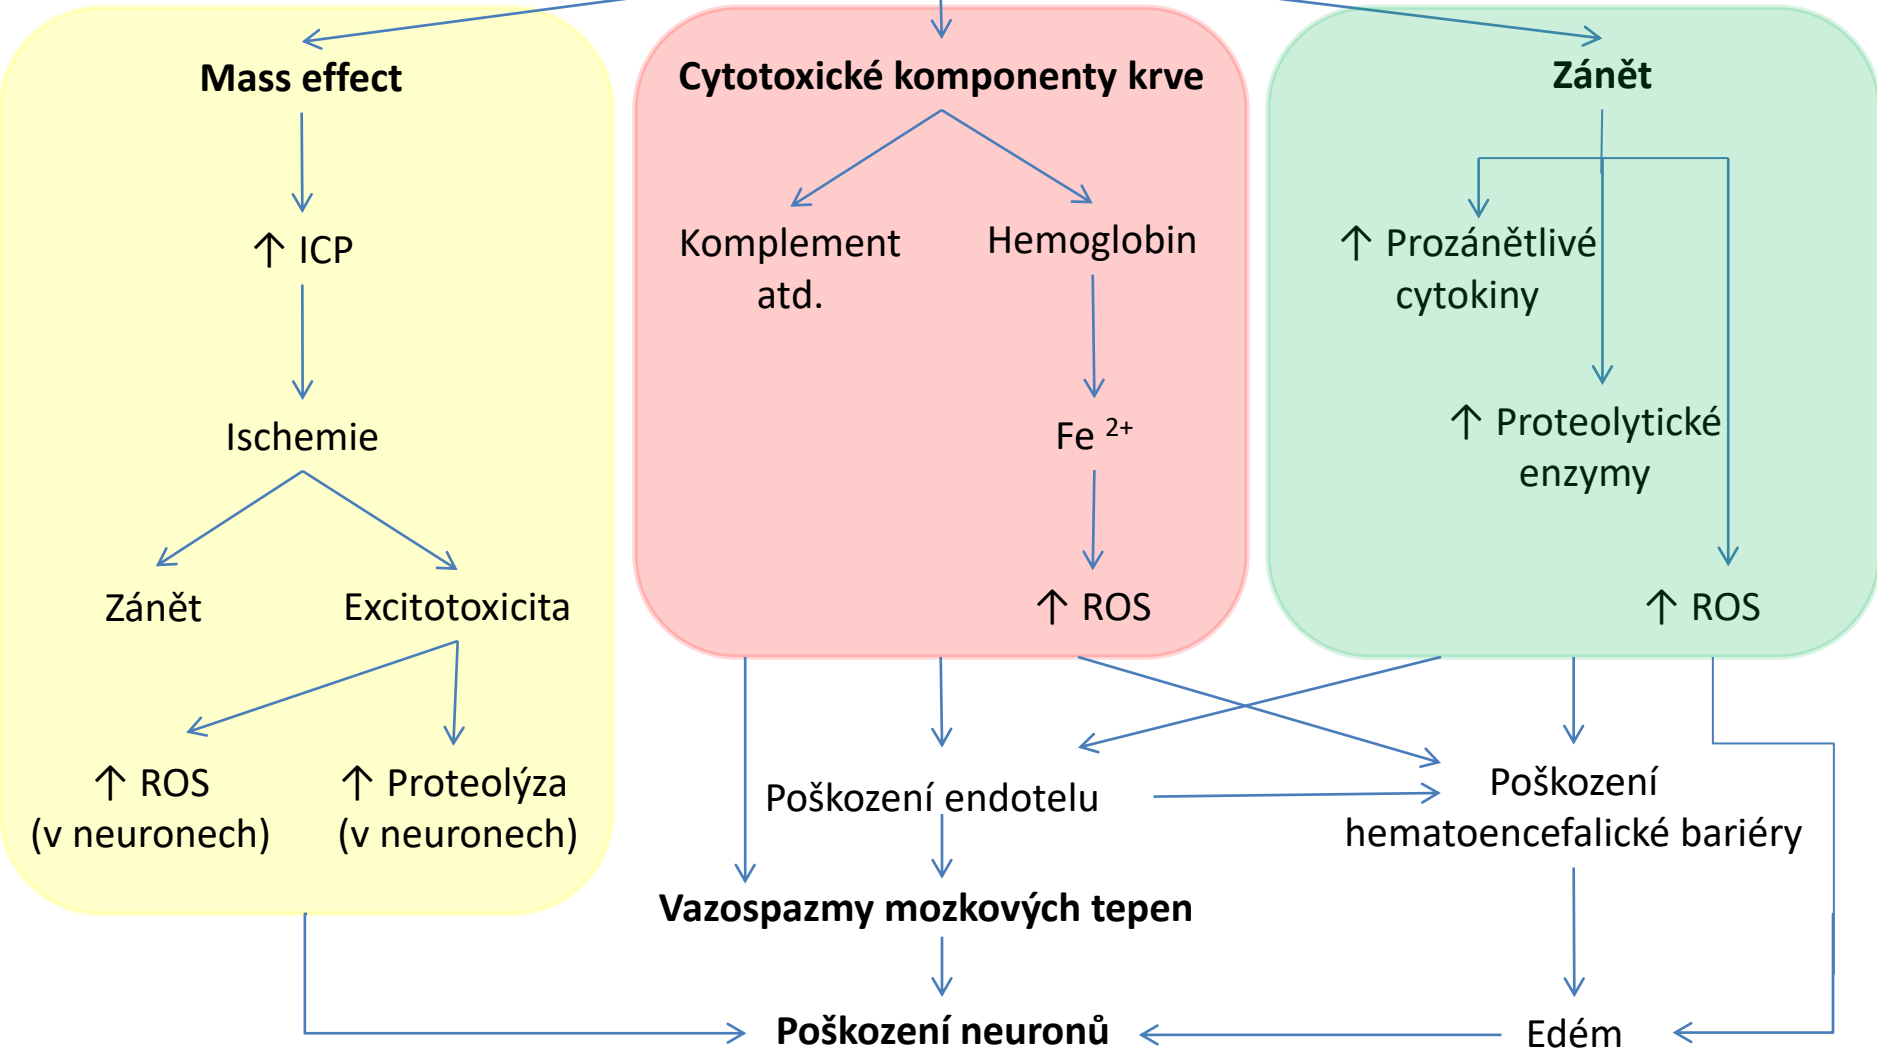 Mass effect
↑ ICP
Ischemie
Zánět
Excitotoxicita
↑ ROS
(v neuronech)
↑ Proteolýza
(v neuronech)
Cytotoxické komponenty krve
Komplement
atd.
Hemoglobin
Fe ²⁺
↑ ROS
Zánět
↑ Prozánětlivé
cytokiny
↑ Proteolytické
enzymy
↑ ROS
Poškození endotelu
Poškození
hematoencefalické bariéry
Vazospazmy mozkových tepen
Poškození neuronů
Edém